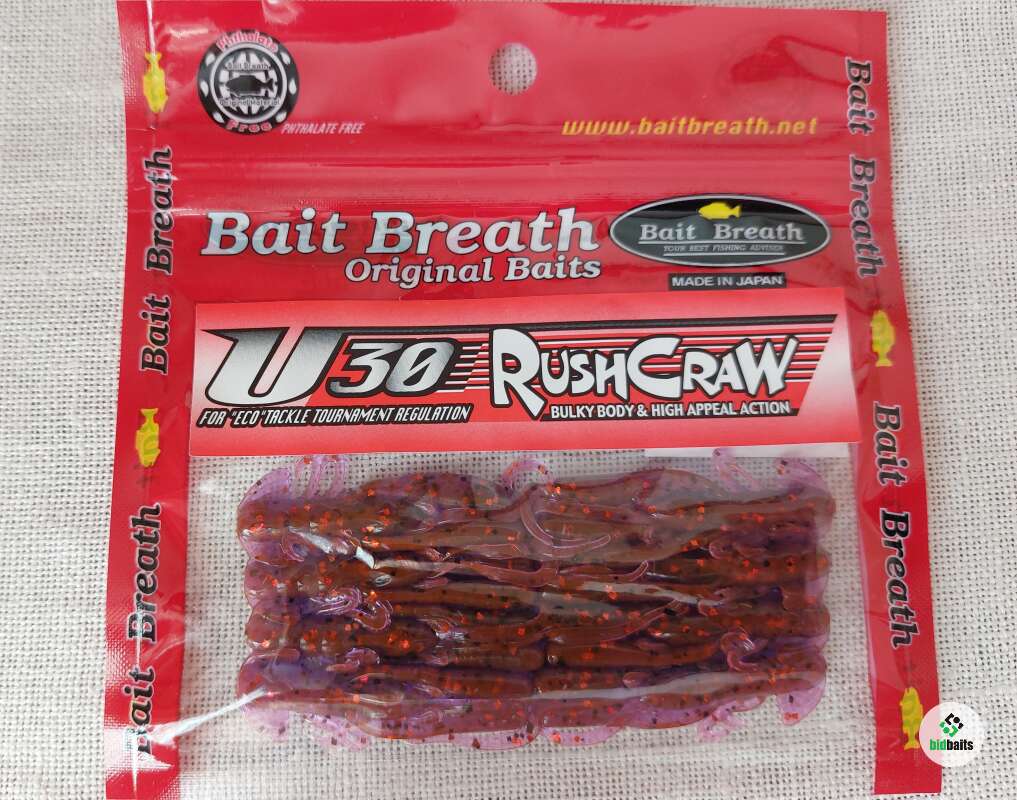 Phthalate
Bait Breath
Original Material
Free
PHTHALATE FREE
www.baitbreath.net
Bait Breath
Original Baits
Bait Breath
YOUR BEST FISHING ADVISER
MADE IN JAPAN
U30 RUSHCRAW
FOR "ECO" TACKLE TOURNAMENT REGULATION
BULKY BODY & HIGH APPEAL ACTION
Bait Breath
Bait Breath
Bait Breath
Bait Breath
bidbaits